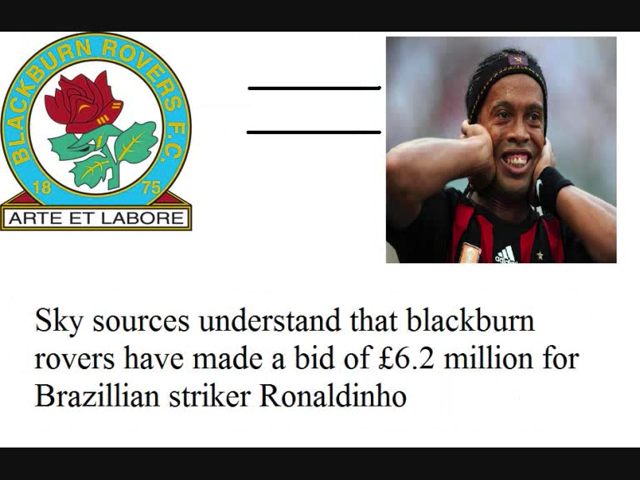 BLACKBURN ROVERS F.C.
18 75
ARTE ET LABORE
Sky sources understand that blackburn
rovers have made a bid of £6.2 million for
Brazillian striker Ronaldinho